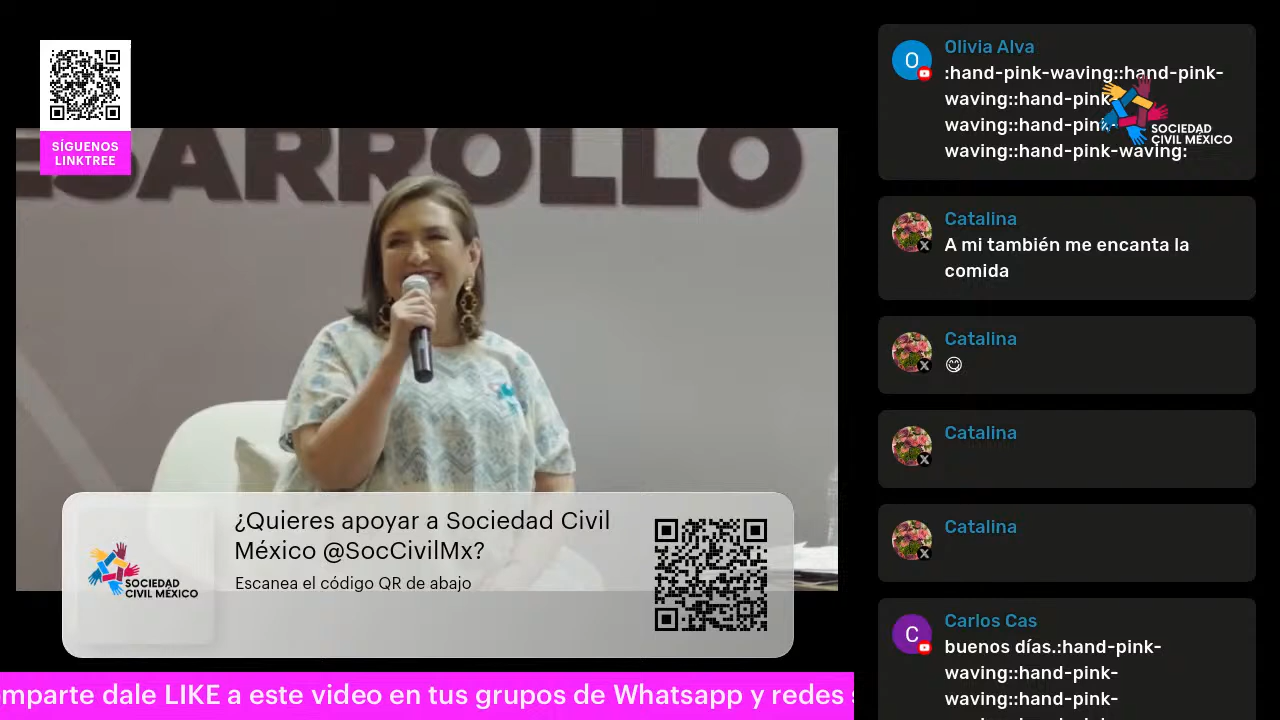 SÍGUENOS
LINKTREE
ESARROLLO
¿Quieres apoyar a Sociedad Civil
México @SocCivilMx?
Escanea el código QR de abajo
SOCIEDAD
CIVIL MÉXICO
omparte dale LIKE a este video en tus grupos de Whatsapp y redes s
Olivia Alva
:hand-pink-waving::hand-pink-
waving::hand-pink-
waving::hand-pink-
waving::hand-pink-waving:
SOCIEDAD
CIVIL MÉXICO
Catalina
A mi también me encanta la
comida
Catalina
Catalina
Catalina
Carlos Cas
buenos días.:hand-pink-
waving::hand-pink-
waving::hand-pink-